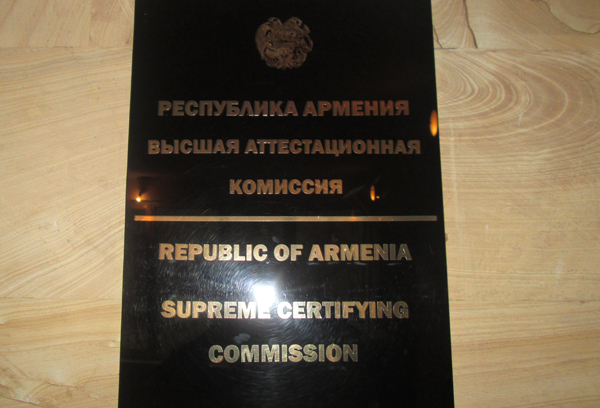 РЕСПУБЛИКА АРМЕНИЯ
ВЫСШАЯ АТТЕСТАЦИОННАЯ
КОМИССИЯ
REPUBLIC OF ARMENIA
SUPREME CERTIFYING
COMMISSION